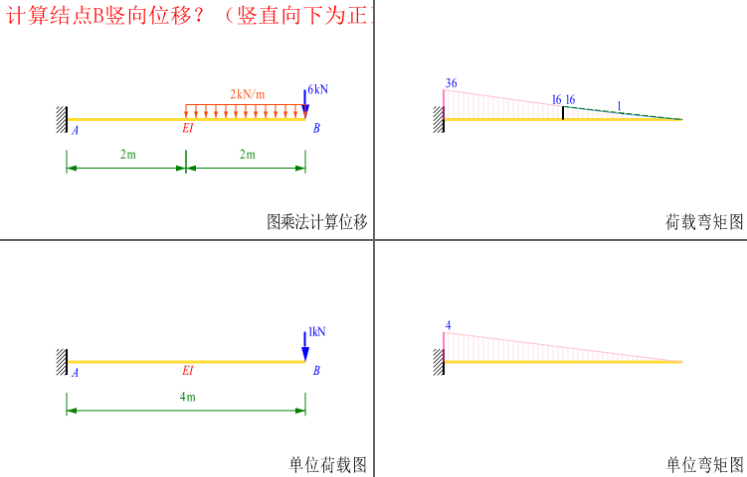 计算结点B竖向位移？（竖直向下为正
2kN/m
6kN
A
EI
B
2m
2m
图乘法计算位移
36
16 16
1
荷载弯矩图
1kN
A
EI
B
4m
单位荷载图
4
单位弯矩图